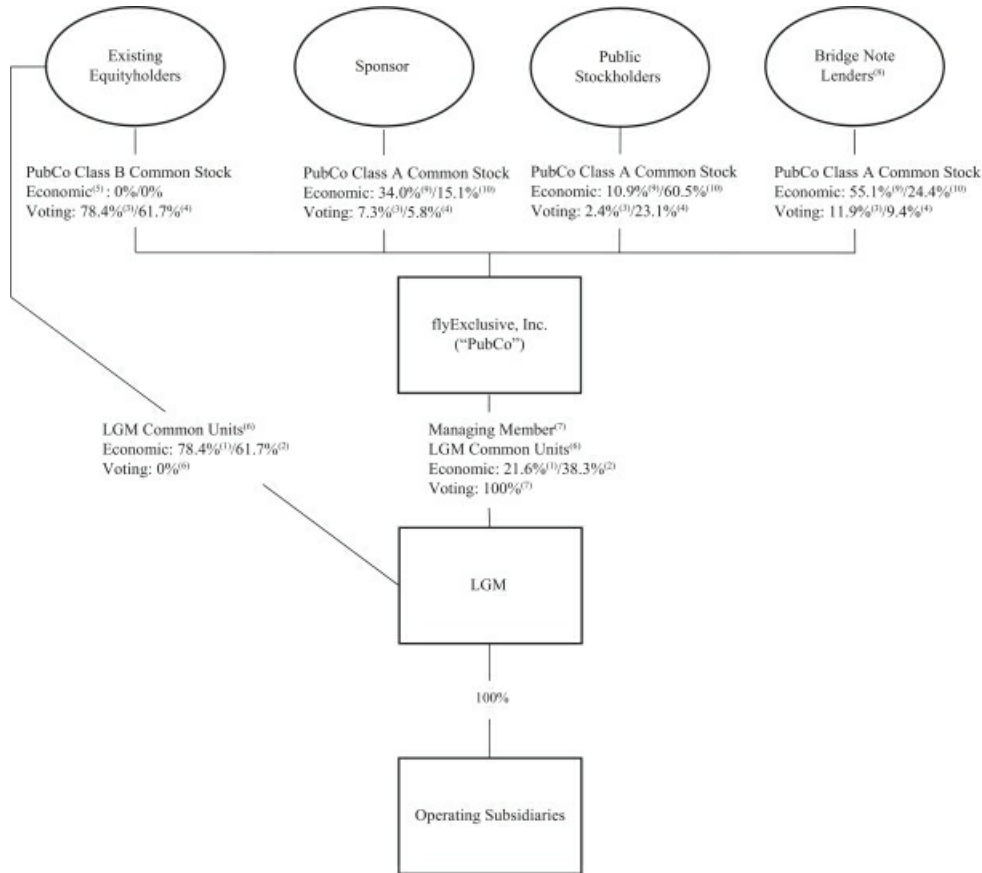 Existing
Equityholders
Sponsor
Public
Stockholders
Bridge Note
Lenders(8)
PubCo Class B Common Stock
Economic(5) : 0%/0%
Voting: 78.4%(3)/61.7%(4)
PubCo Class A Common Stock
Economic: 34.0%(9)/15.1%(10)
Voting: 7.3%(3)/5.8%(4)
PubCo Class A Common Stock
Economic: 10.9%(9)/60.5%(10)
Voting: 2.4%(3)/23.1%(4)
PubCo Class A Common Stock
Economic: 55.1%(9)/24.4%(10)
Voting: 11.9%(3)/9.4%(4)
flyExclusive, Inc.
(“PubCo”)
LGM Common Units(6)
Economic: 78.4%(1)/61.7%(2)
Voting: 0%(6)
Managing Member(7)
LGM Common Units(6)
Economic: 21.6%(1)/38.3%(2)
Voting: 100%(7)
LGM
100%
Operating Subsidiaries